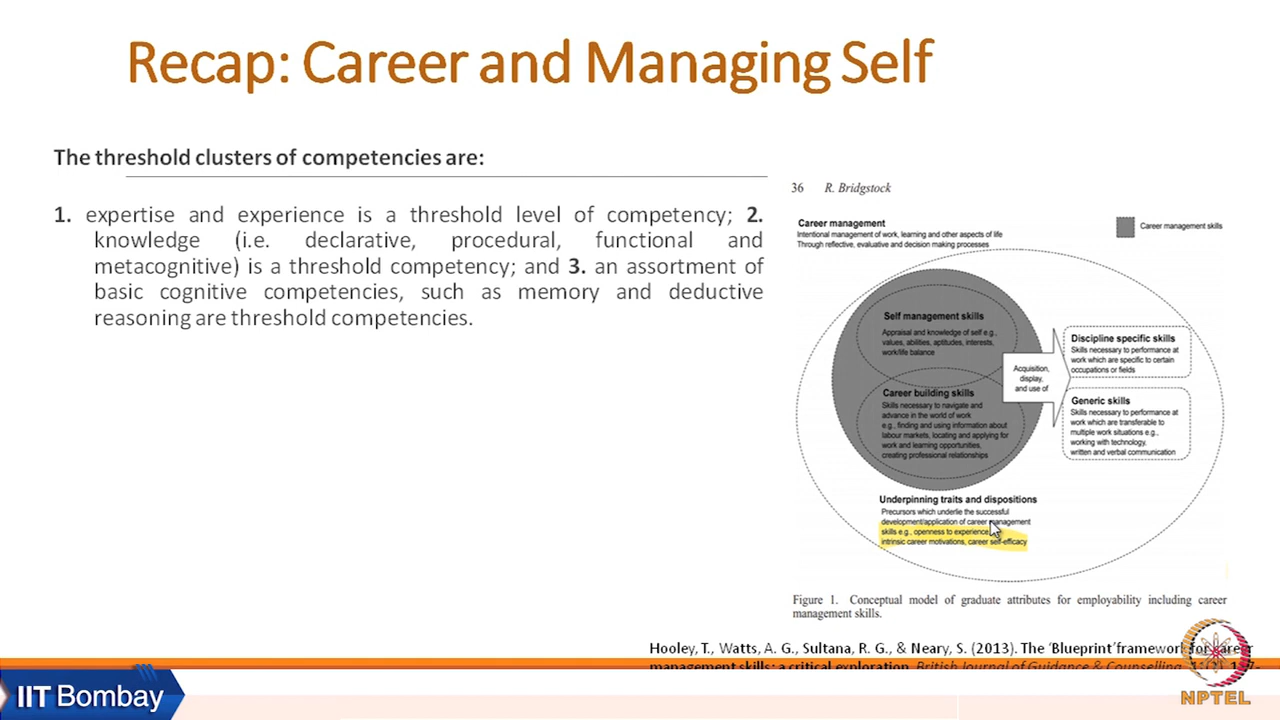 Recap: Career and Managing Self
The threshold clusters of competencies are:
1. expertise and experience is a threshold level of competency; 2.
knowledge (i.e. declarative, procedural, functional and
metacognitive) is a threshold competency; and 3. an assortment of
basic cognitive competencies, such as memory and deductive
reasoning are threshold competencies.
36 R. Bridgstock
Career management
Intentional management of work, learning and other aspects of life
Through reflective, evaluative and decision making processes
Career management skills
Self management skills
Appraisal and knowledge of self e.g.,
values, abilities, aptitudes, interests,
work/life balance
Career building skills
Skills necessary to navigate and
advance in the world of work
e.g., finding and using information about
labour markets, locating and applying for
work and learning opportunities,
creating professional relationships
Acquisition,
display,
and use of
Discipline specific skills
Skills necessary to performance at
work which are specific to certain
occupations or fields
Generic skills
Skills necessary to performance at
work which are transferable to
multiple work situations e.g.,
working with technology,
written and verbal communication
Underpinning traits and dispositions
Precursors which underlie the successful
development/application of career management
skills e.g., openness to experience,
intrinsic career motivations, career self-efficacy
Figure 1. Conceptual model of graduate attributes for employability including career
management skills.
Hooley, T., Watts, A. G., Sultana, R. G., & Neary, S. (2013). The 'Blueprint'framework for career
management skills: a critical exploration. British Journal of Guidance & Counselling,
IIT Bombay
NPTEL